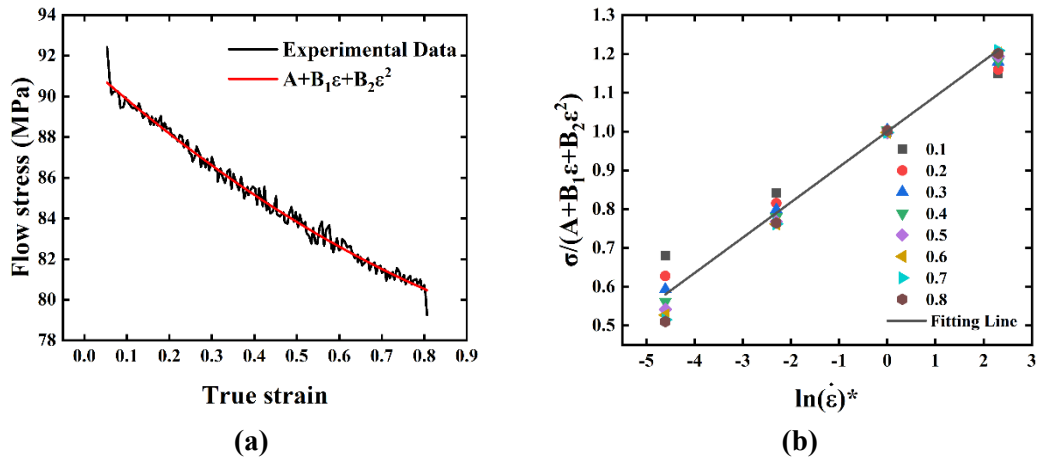 94
92
90
88
86
84
82
80
78
Flow stress (MPa)
Experimental Data
A+B₁ε+B₂ε²
0.0 0.1 0.2 0.3 0.4 0.5 0.6 0.7 0.8 0.9
True strain
(a)
1.3
1.2
1.1
1.0
0.9
0.8
0.7
0.6
0.5
σ/(A+B₁ε+B₂ε²)
0.1
0.2
0.3
0.4
0.5
0.6
0.7
0.8
Fitting Line
-5 -4 -3 -2 -1 0 1 2 3
ln(ε̇)*
(b)